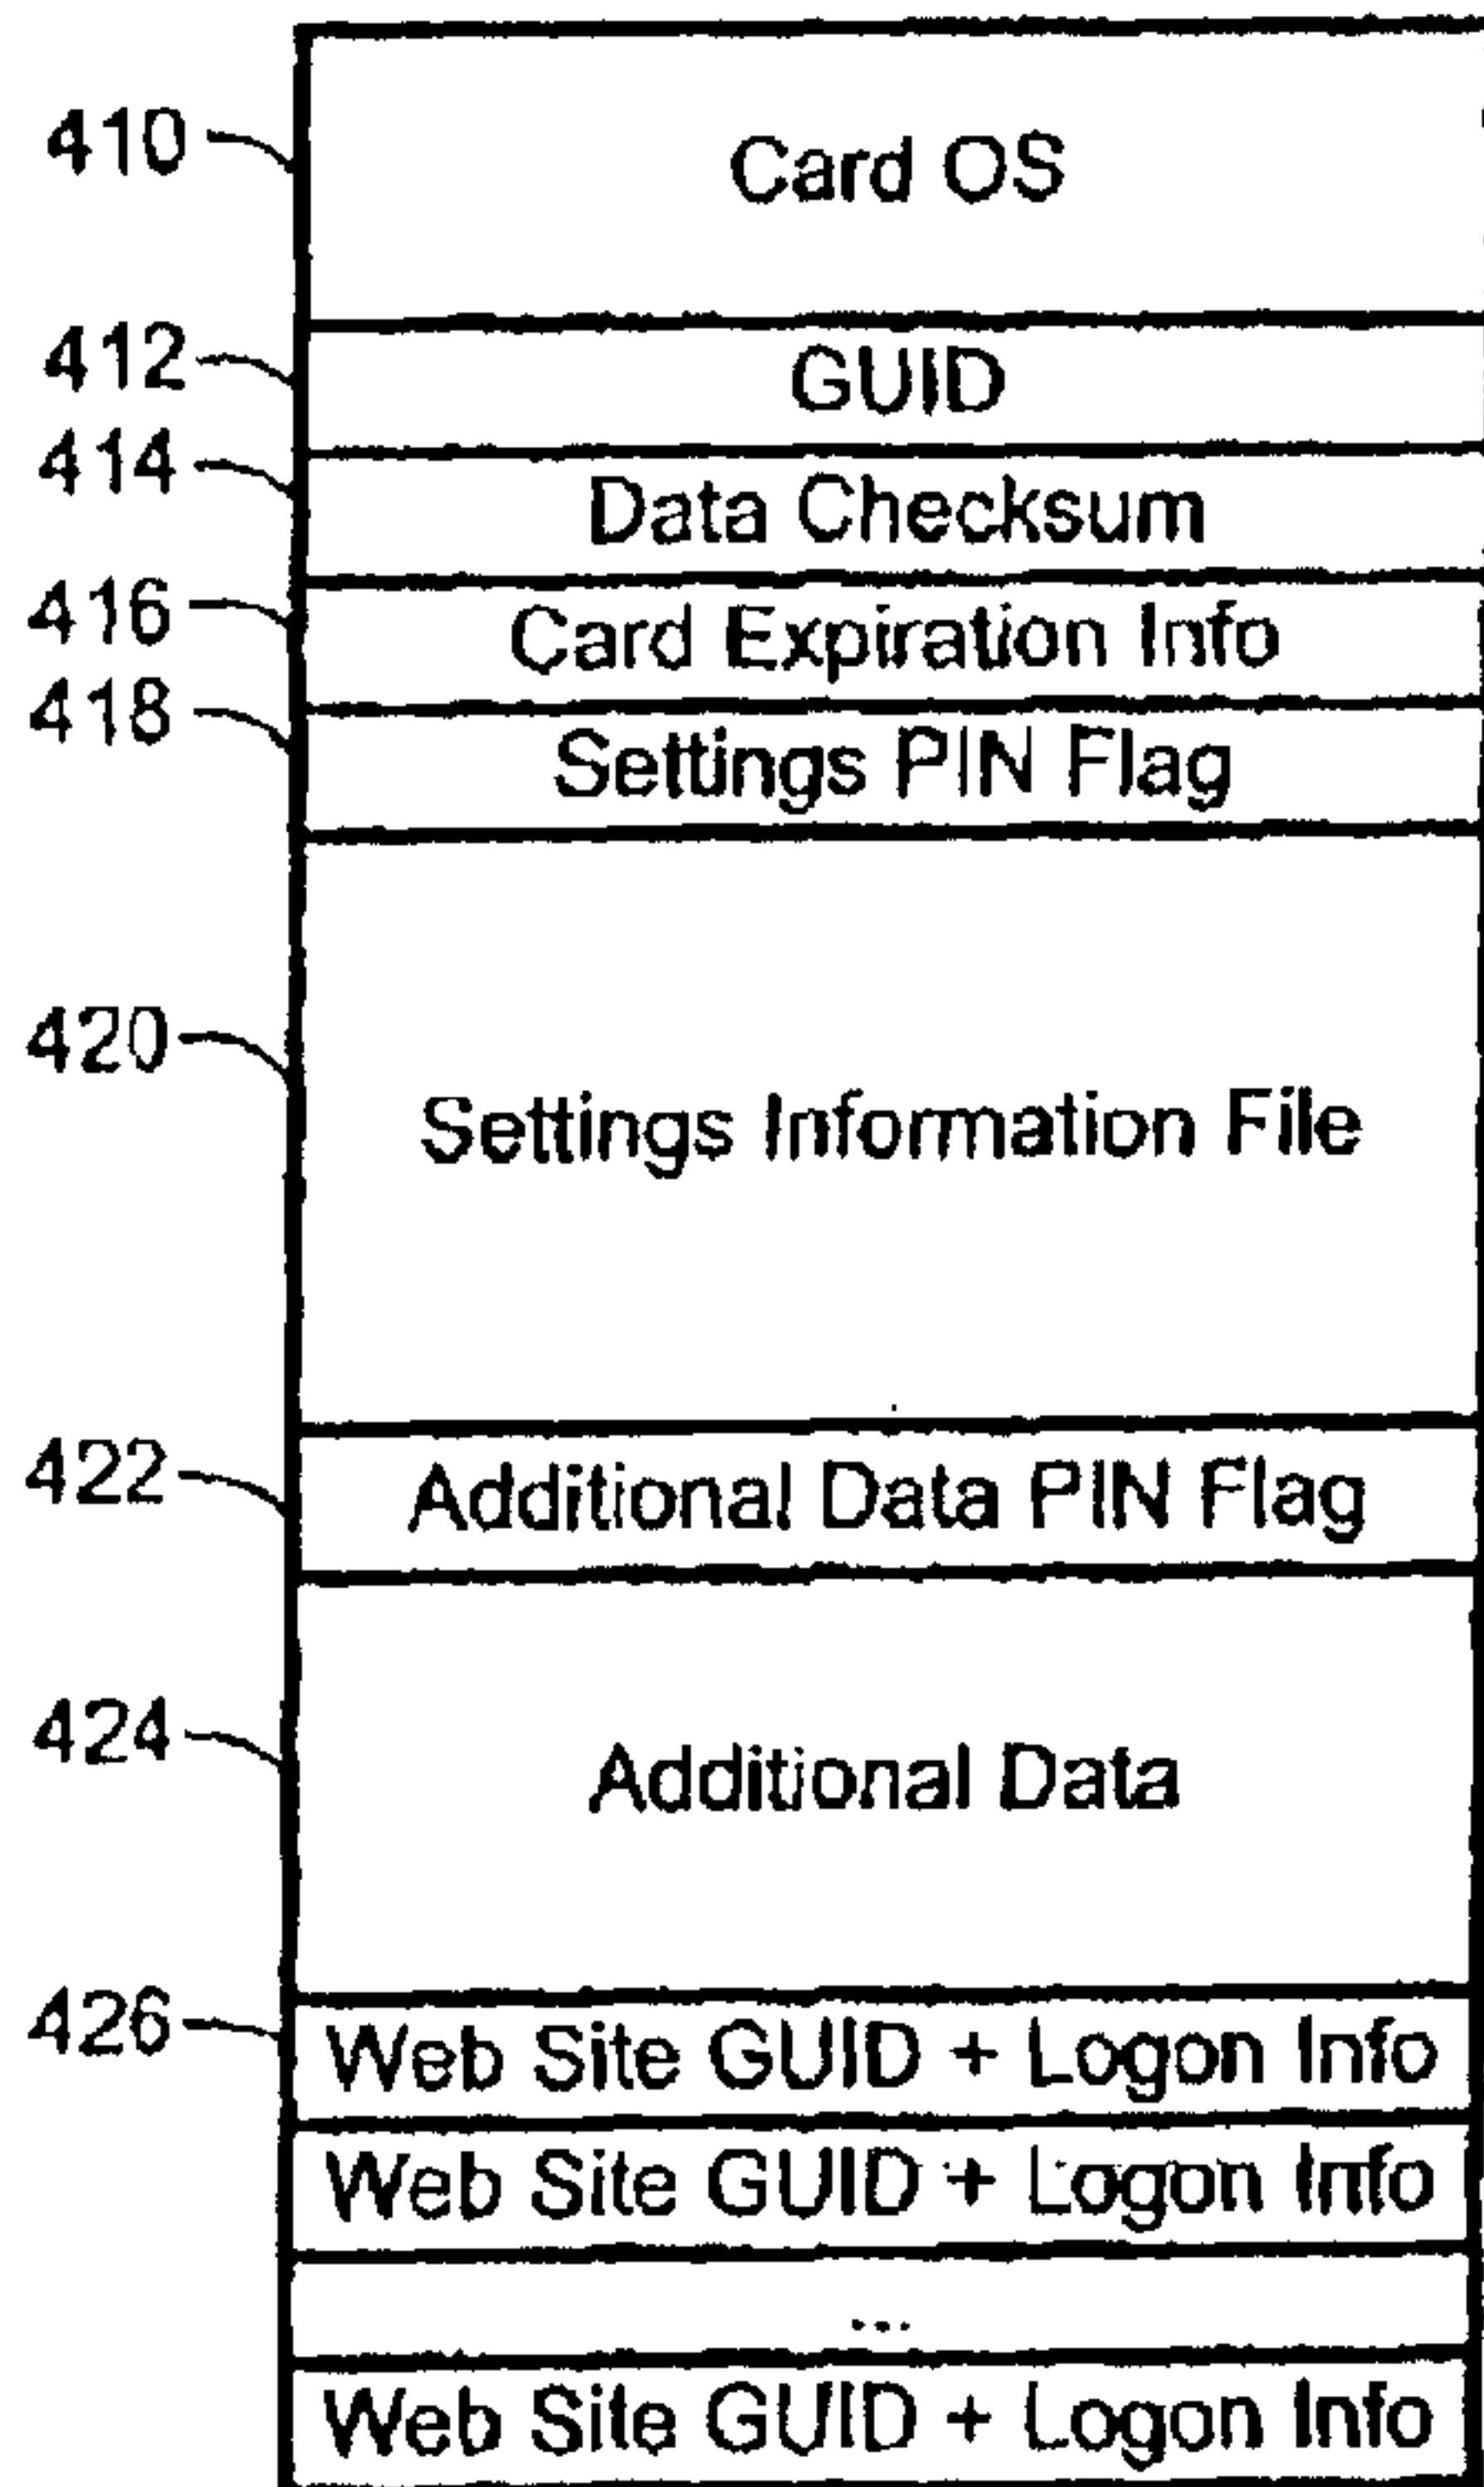 410 Card OS
412 GUID
414 Data Checksum
416 Card Expiration Info
418 Settings PIN Flag
420 Settings Information File
422 Additional Data PIN Flag
424 Additional Data
426 Web Site GUID + Logon Info
Web Site GUID + Logon Info
...
Web Site GUID + Logon Info